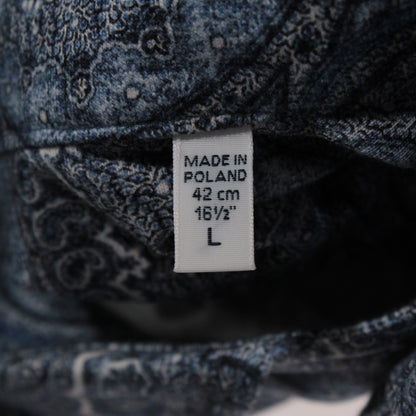 MADE IN
POLAND
42 cm
16½"
L